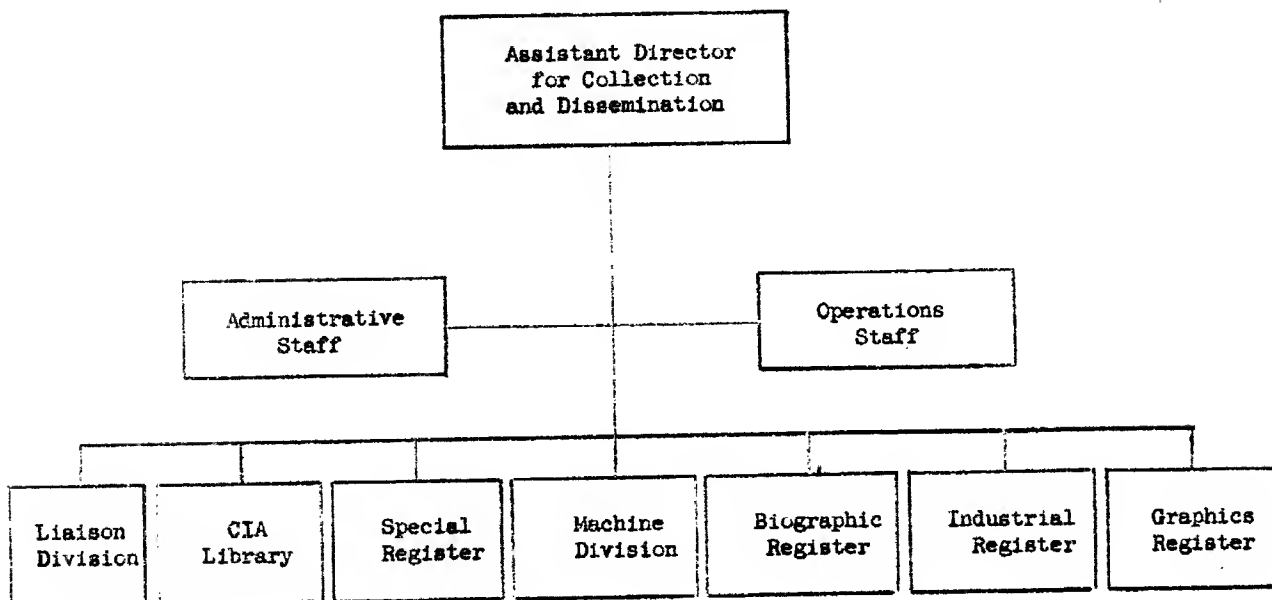 Assistant Director
for Collection
and Dissemination
Administrative
Staff
Operations
Staff
Liaison
Division
CIA
Library
Special
Register
Machine
Division
Biographic
Register
Industrial
Register
Graphics
Register